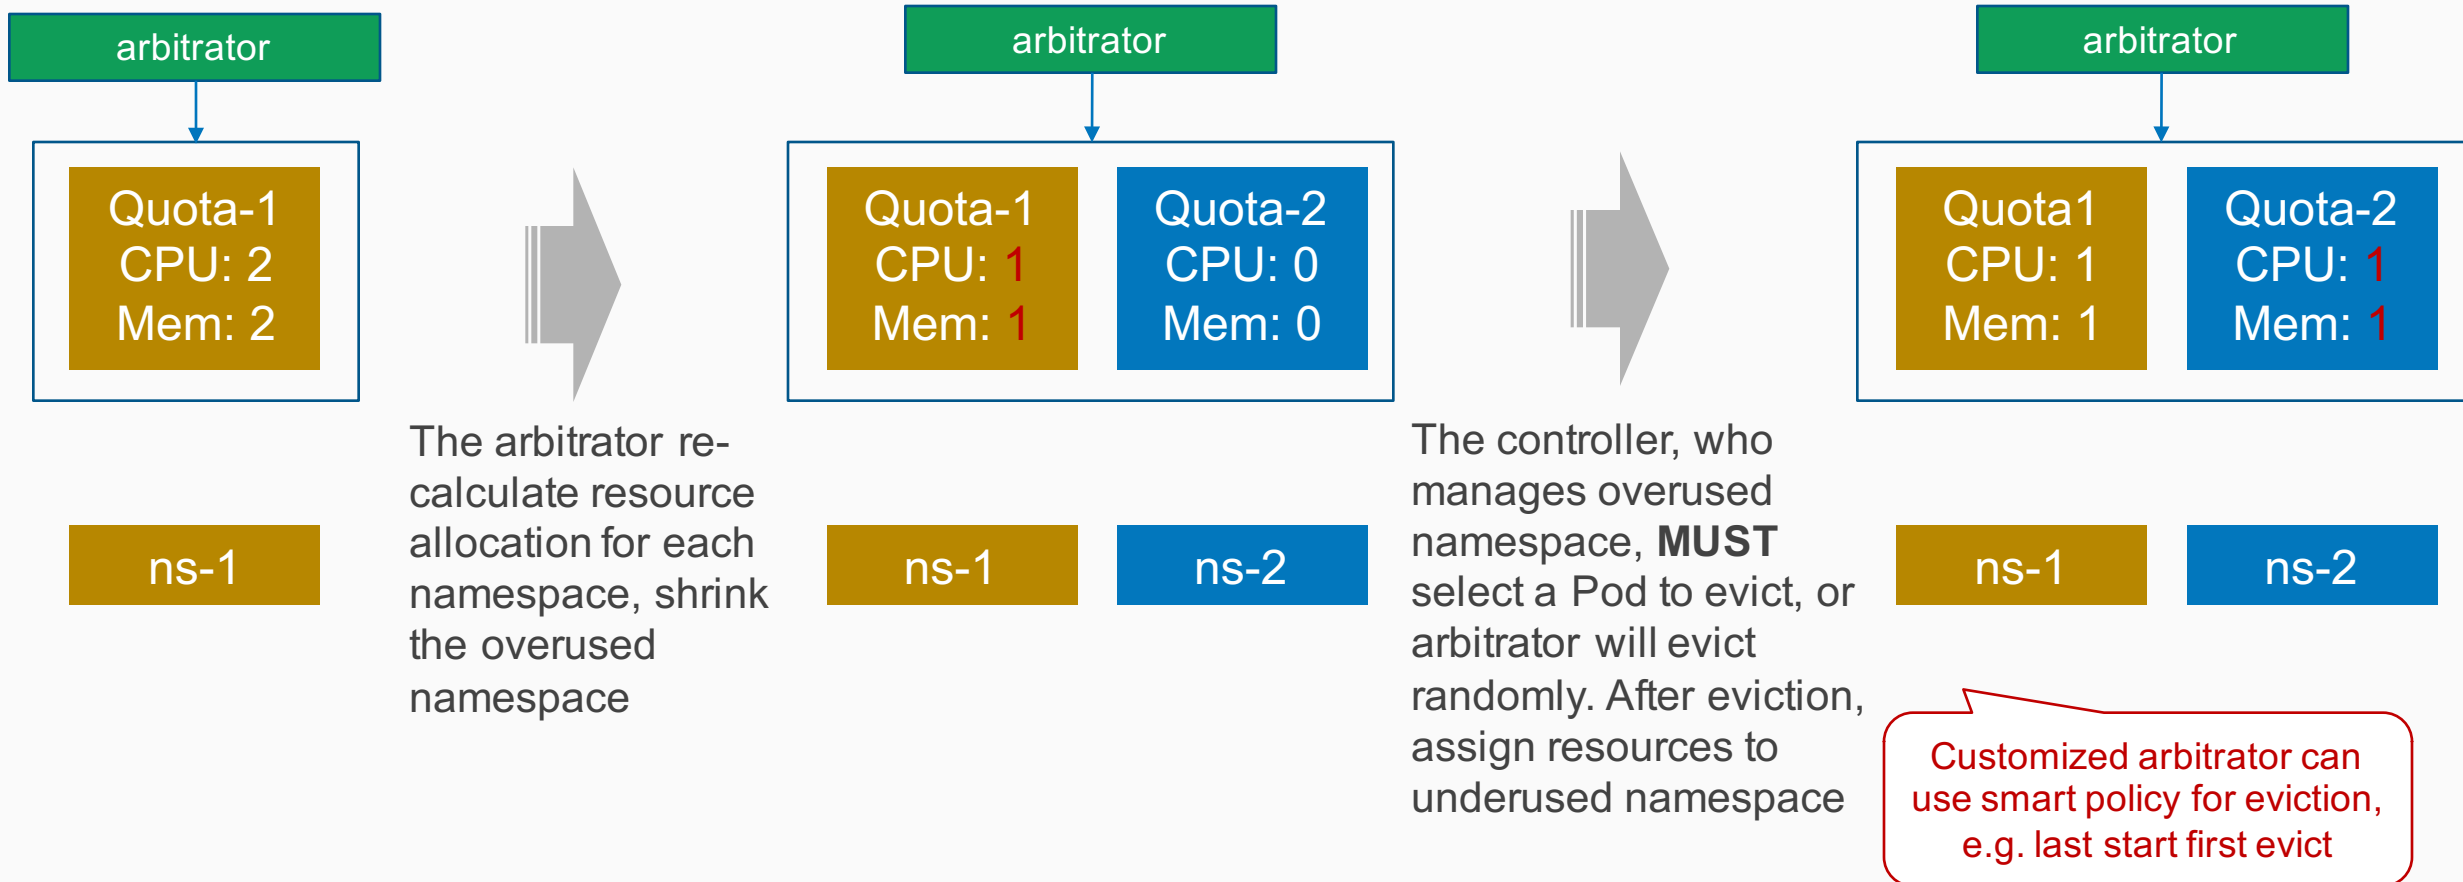 arbitrator
Quota-1
CPU: 2
Mem: 2
ns-1
The arbitrator re-
calculate resource
allocation for each
namespace, shrink
the overused
namespace
arbitrator
Quota-1
CPU: 1
Mem: 1
Quota-2
CPU: 0
Mem: 0
ns-1
ns-2
The controller, who
manages overused
namespace, MUST
select a Pod to evict, or
arbitrator will evict
randomly. After eviction,
assign resources to
underused namespace
arbitrator
Quota1
CPU: 1
Mem: 1
Quota-2
CPU: 1
Mem: 1
ns-1
ns-2
Customized arbitrator can
use smart policy for eviction,
e.g. last start first evict